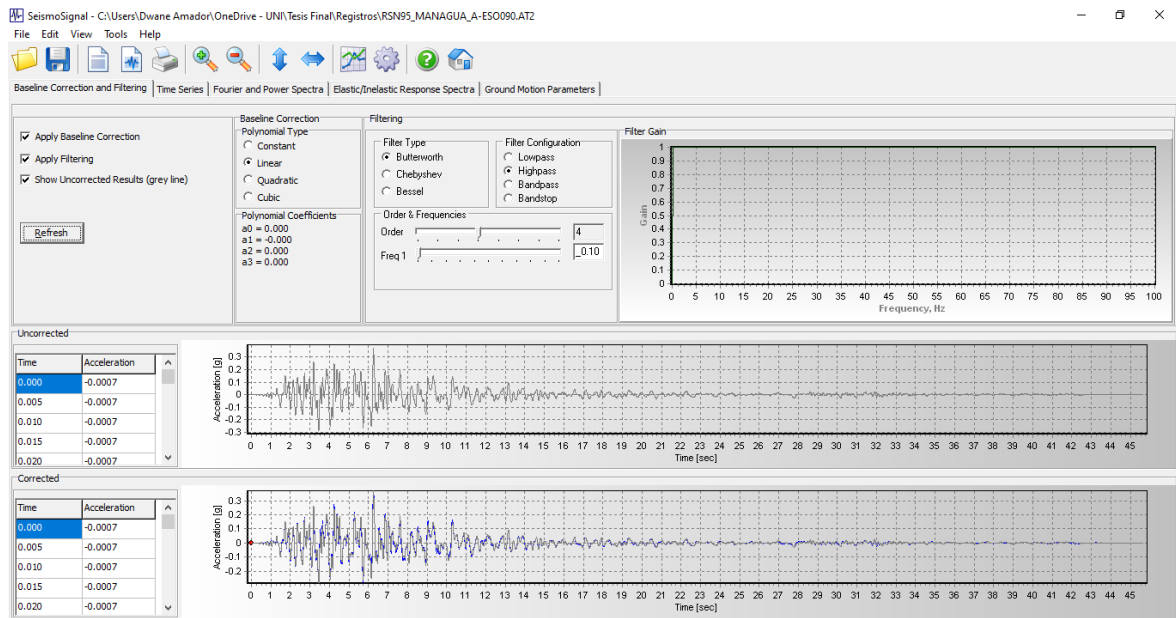 SeismoSignal - C:\Users\Dwane Amador\OneDrive - UNI\Tesis Final\Registros\RSN95_MANAGUA_A-ESO090.AT2
File Edit View Tools Help
Baseline Correction and Filtering Time Series Fourier and Power Spectra Elastic/Inelastic Response Spectra Ground Motion Parameters
Apply Baseline Correction
Apply Filtering
Show Uncorrected Results (grey line)
Refresh
Baseline Correction
Polynomial Type
Constant
Linear
Quadratic
Cubic
Polynomial Coefficients
a0 = 0.000
a1 = -0.000
a2 = 0.000
a3 = 0.000
Filtering
Filter Type
Butterworth
Chebyshev
Bessel
Filter Configuration
Lowpass
Highpass
Bandpass
Bandstop
Order & Frequencies
Order 4
Freq 1 _0.10
Filter Gain
Gain
1
0.9
0.8
0.7
0.6
0.5
0.4
0.3
0.2
0.1
0
0 5 10 15 20 25 30 35 40 45 50 55 60 65 70 75 80 85 90 95 100
Frequency, Hz
Uncorrected
Time Acceleration
0.000 -0.0007
0.005 -0.0007
0.010 -0.0007
0.015 -0.0007
0.020 -0.0007
Acceleration [g]
0.3
0.2
0.1
0
-0.1
-0.2
-0.3
0 1 2 3 4 5 6 7 8 9 10 11 12 13 14 15 16 17 18 19 20 21 22 23 24 25 26 27 28 29 30 31 32 33 34 35 36 37 38 39 40 41 42 43 44 45
Time [sec]
Corrected
Time Acceleration
0.000 -0.0007
0.005 -0.0007
0.010 -0.0007
0.015 -0.0007
0.020 -0.0007
Acceleration [g]
0.3
0.2
0.1
0
-0.1
-0.2
0 1 2 3 4 5 6 7 8 9 10 11 12 13 14 15 16 17 18 19 20 21 22 23 24 25 26 27 28 29 30 31 32 33 34 35 36 37 38 39 40 41 42 43 44 45
Time [sec]